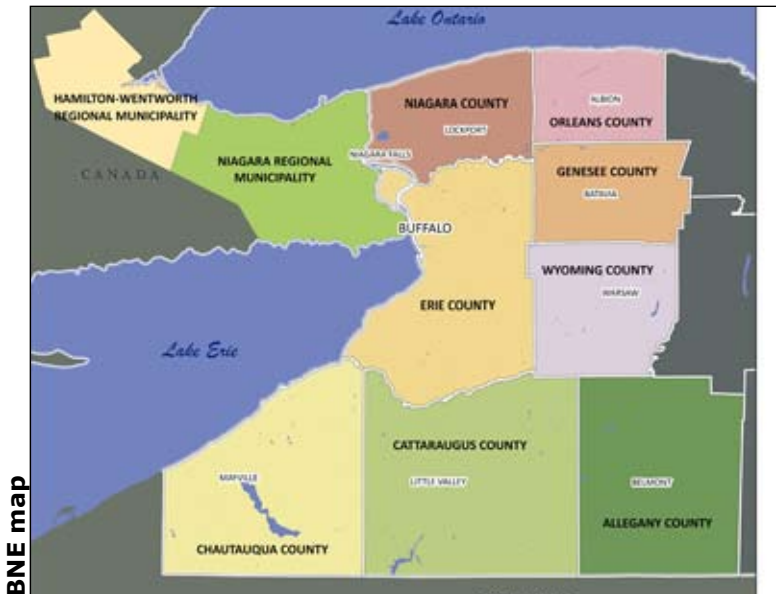 Lake Ontario
HAMILTON-WENTWORTH
REGIONAL MUNICIPALITY
NIAGARA COUNTY
LOCKPORT
ALBION
ORLEANS COUNTY
NIAGARA FALLS
NIAGARA REGIONAL
MUNICIPALITY
CANADA
GENESEE COUNTY
BATAVIA
BUFFALO
WYOMING COUNTY
WARSAW
ERIE COUNTY
Lake Erie
CATTARAUGUS COUNTY
MAYVILLE
LITTLE VALLEY
BELMONT
CHAUTAUQUA COUNTY
ALLEGANY COUNTY
BNE map